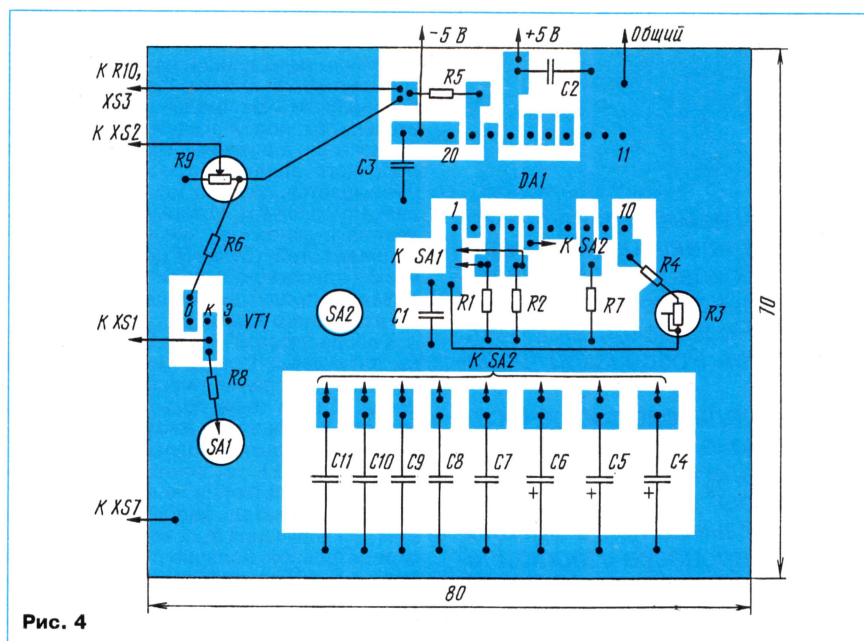 -5 В
+5 В
Общий
К R10,
XS3
R5
C2
К XS2
R9
C3
20
11
DA1
R6
1
10
К SA1
К SA2
R4
R1
R2
R7
R3
C1
б К Э
VT1
SA2
70
К XS1
К SA2
R8
SA1
C11
C10
C9
C8
C7
C6
C5
C4
+
+
+
К XS7
80
Рис. 4